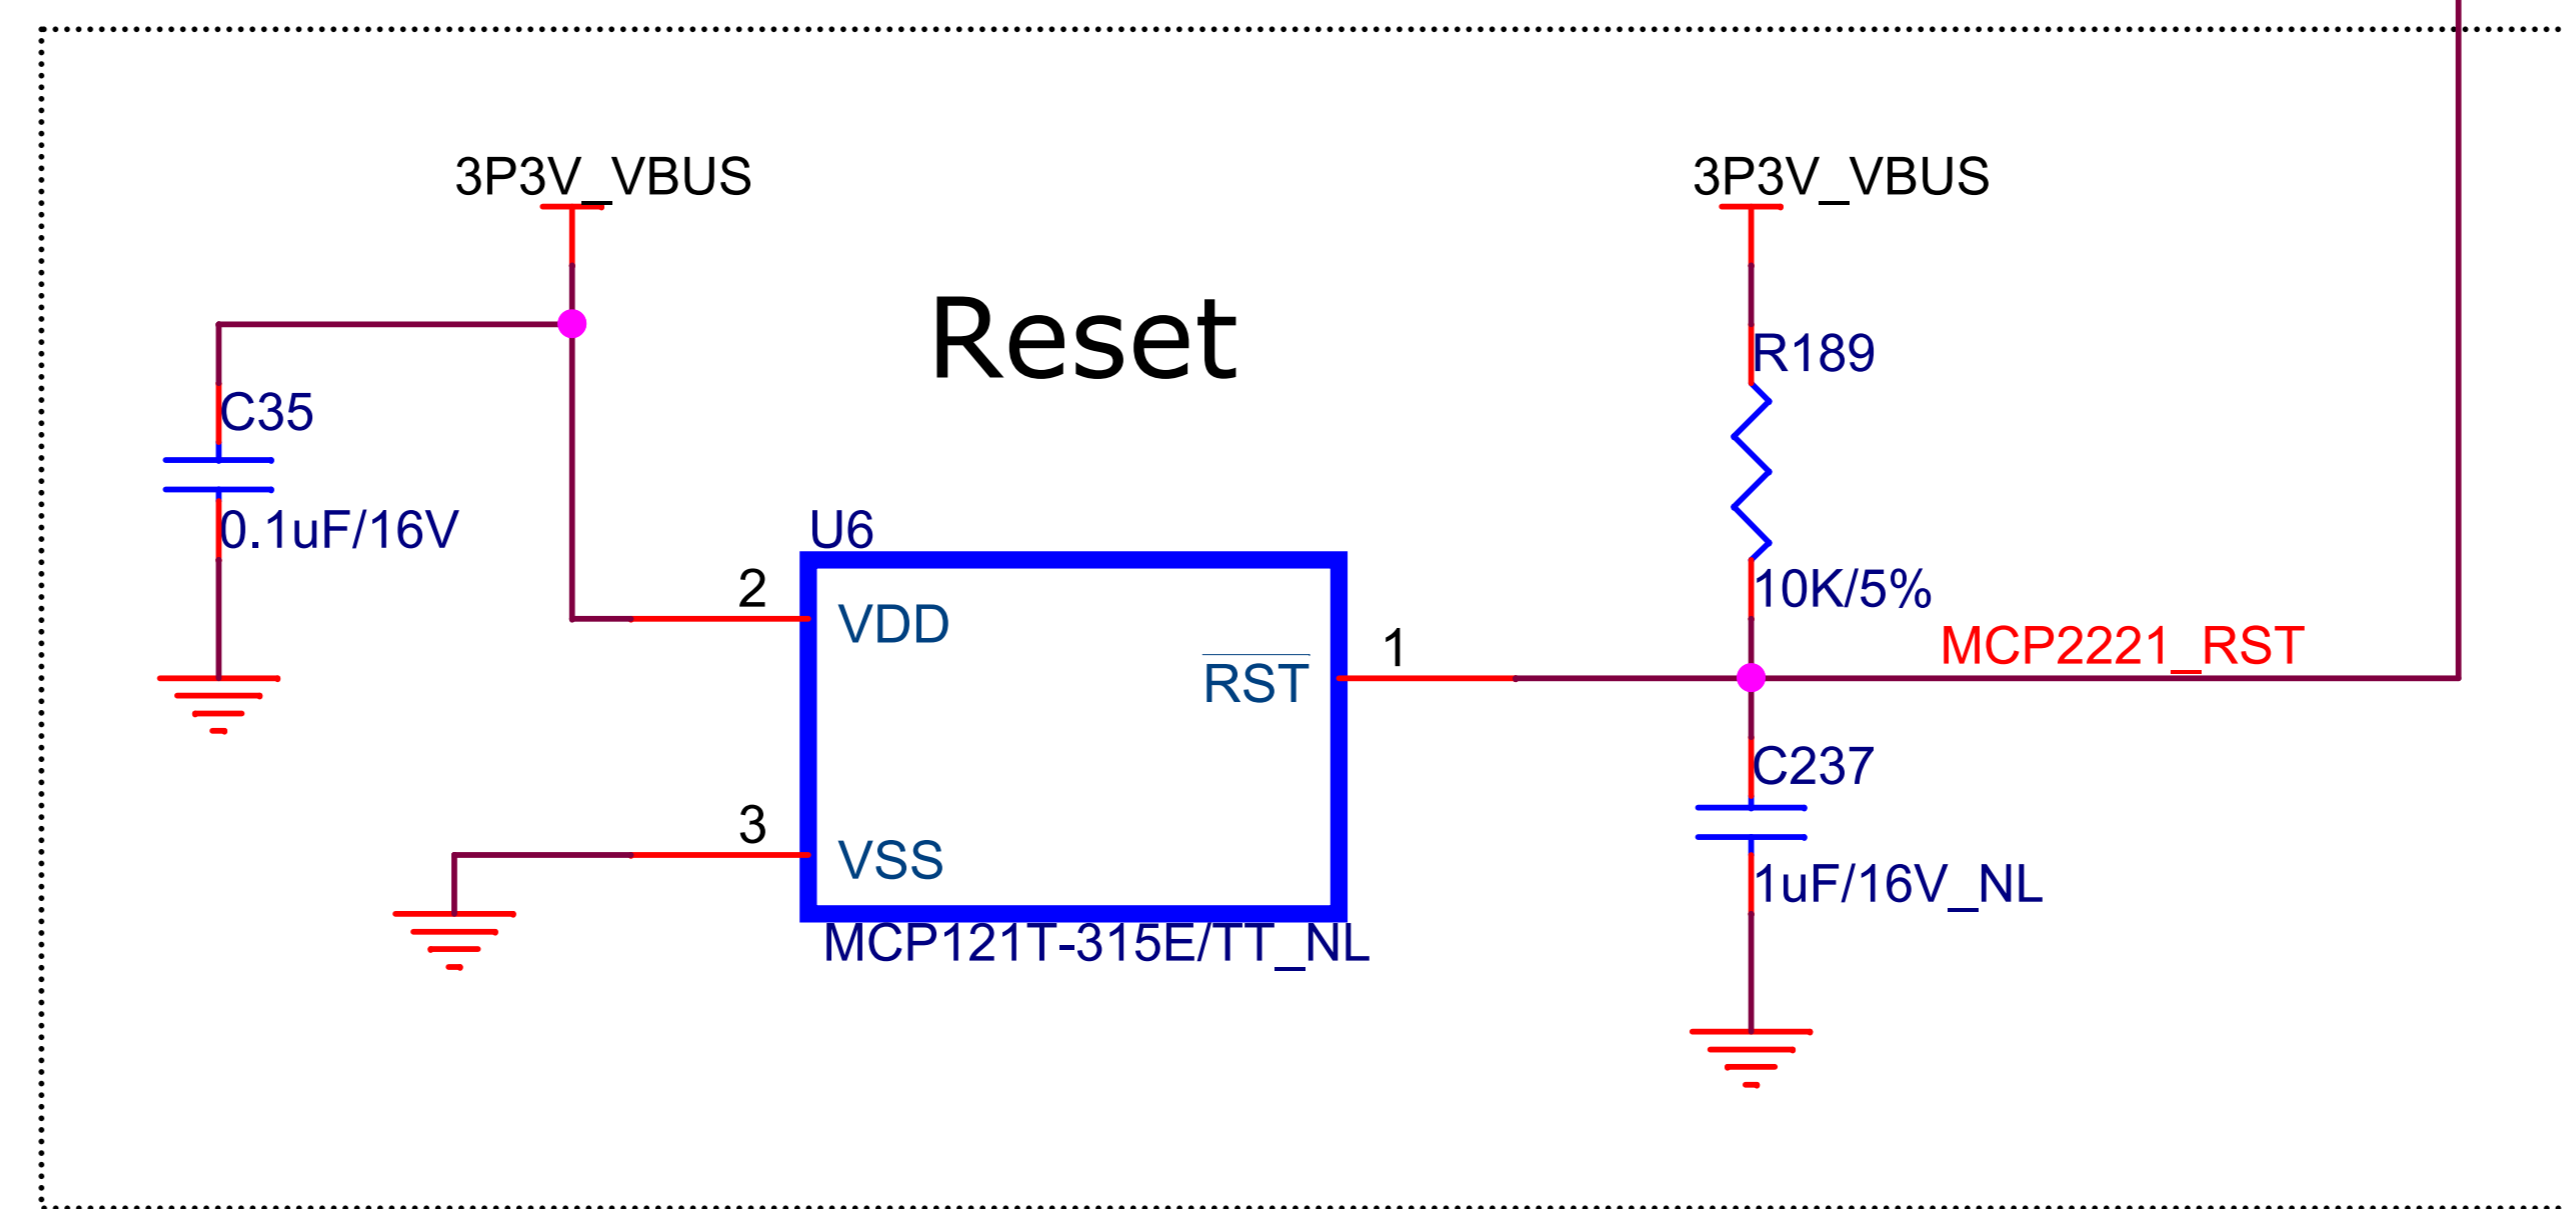 3P3V_VBUS
3P3V_VBUS
Reset
R189
C35
0.1uF/16V
U6
2
VDD
10K/5%
1
MCP2221_RST
RST
C237
3
VSS
1uF/16V_NL
MCP121T-315E/TT_NL